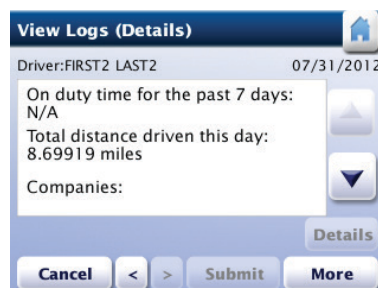 View Logs (Details)
Driver:FIRST2 LAST2 07/31/2012
On duty time for the past 7 days:
N/A
Total distance driven this day:
8.69919 miles
Companies:
Details
Cancel < > Submit More